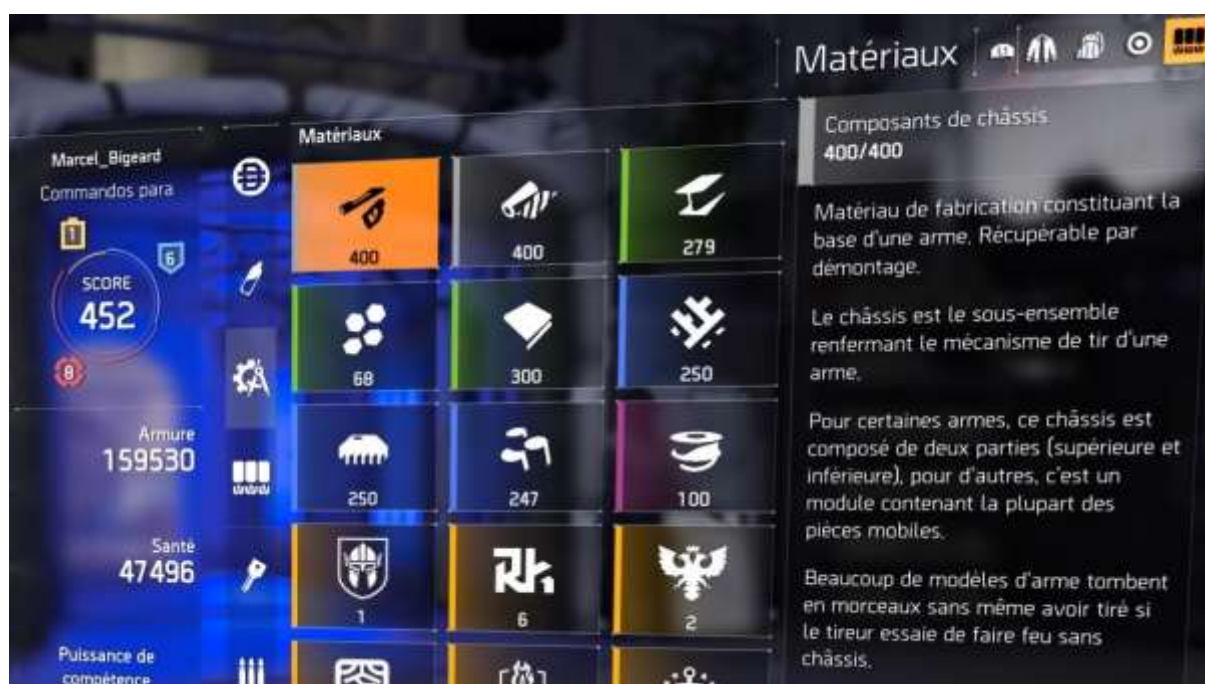 Matériaux
Composants de châssis
400/400
Matériau de fabrication constituant la
base d'une arme. Récupérable par
démontage.
Le châssis est le sous-ensemble
renfermant le mécanisme de tir d'une
arme.
Pour certaines armes, ce châssis est
composé de deux parties (supérieure et
inférieure), pour d'autres, c'est un
module contenant la plupart des
pièces mobiles.
Beaucoup de modèles d'arme tombent
en morceaux sans même avoir tiré si
le tireur essaie de faire feu sans
châssis.
Marcel_Bigeard
Commandos para
1
6
SCORE
452
8
Armure
159530
Santé
47496
Puissance de
compétence
Matériaux
400
400
279
68
300
250
250
247
100
1
6
2